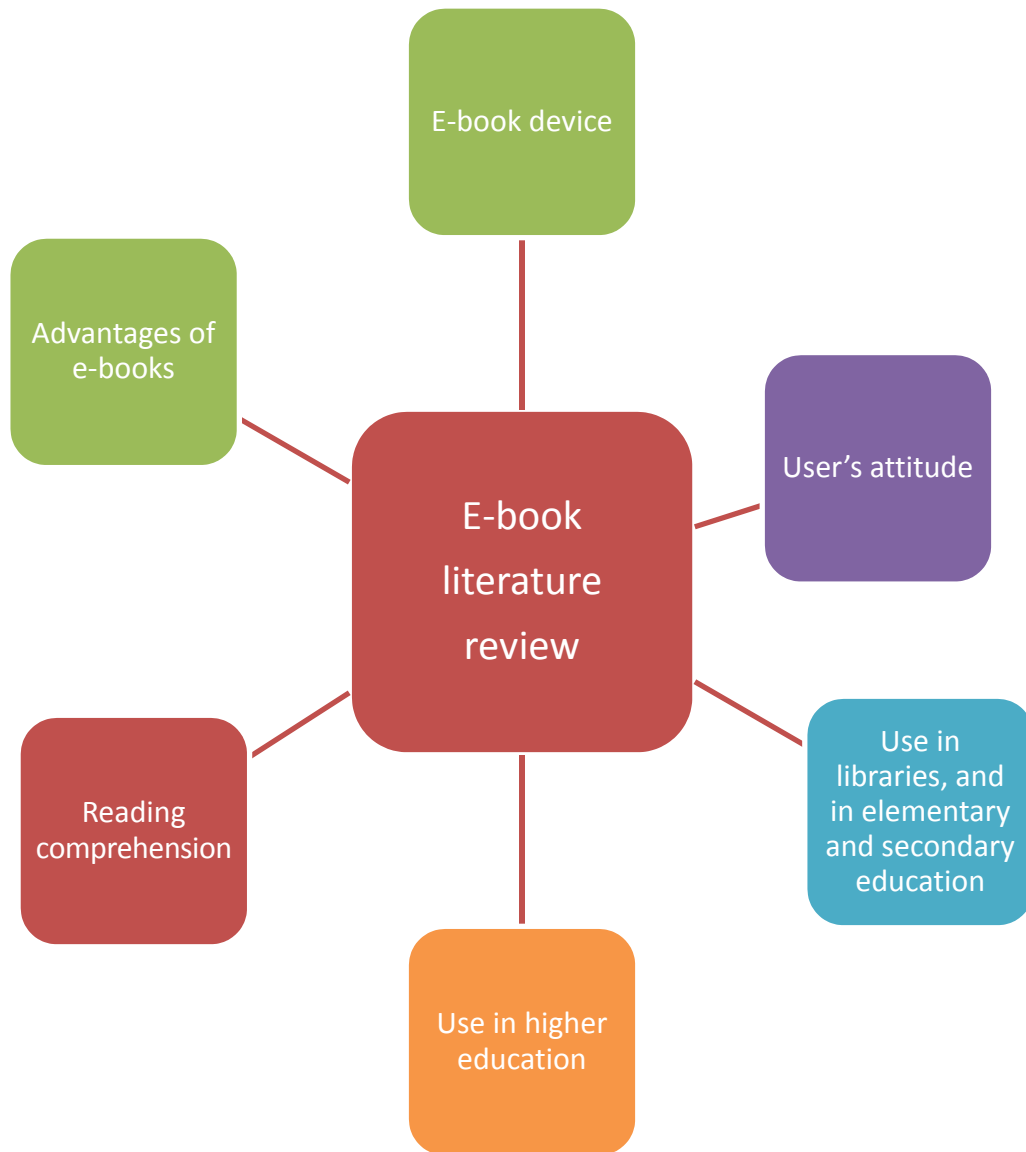 E-book device
Advantages of
e-books
User’s attitude
E-book
literature
review
Use in
libraries, and
in elementary
and secondary
education
Reading
comprehension
Use in higher
education